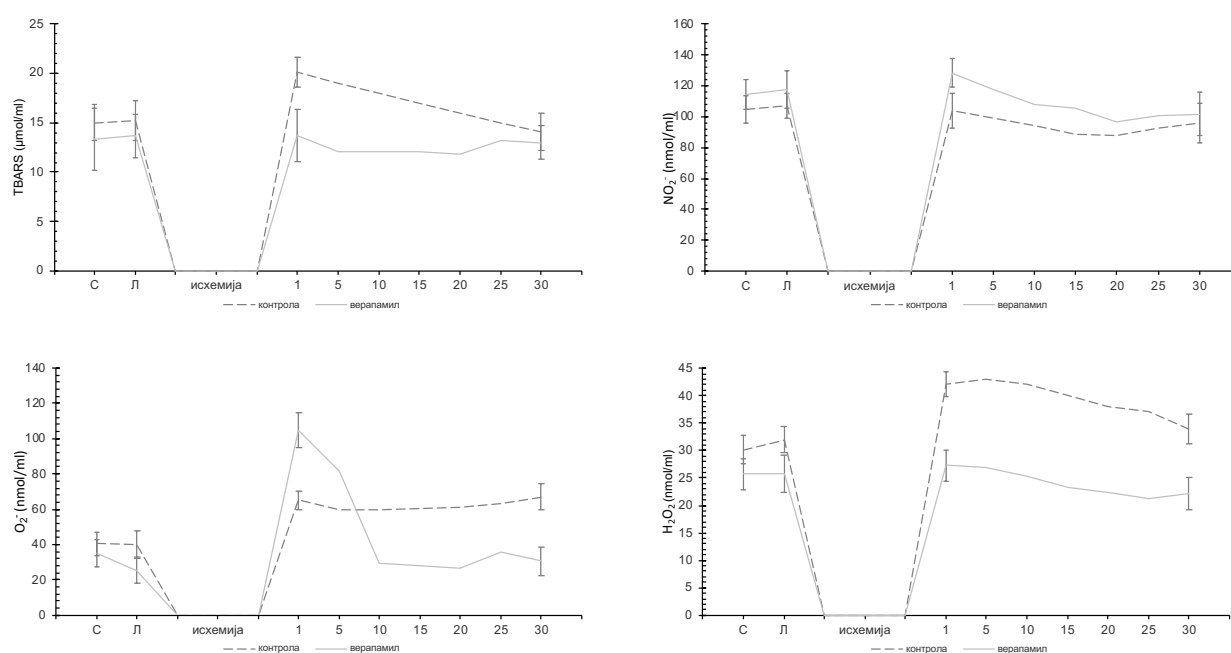 25
20
15
10
5
0
TBARS (µmol/ml)
С Л исхемија 1 5 10 15 20 25 30
контрола верапамил
160
140
120
100
80
60
40
20
0
NO₂⁻ (nmol/ml)
С Л исхемија 1 5 10 15 20 25 30
контрола верапамил
140
120
100
80
60
40
20
0
O₂⁻ (nmol/ml)
С Л исхемија 1 5 10 15 20 25 30
контрола верапамил
45
40
35
30
25
20
15
10
5
0
H₂O₂ (nmol/ml)
С Л исхемија 1 5 10 15 20 25 30
контрола верапамил